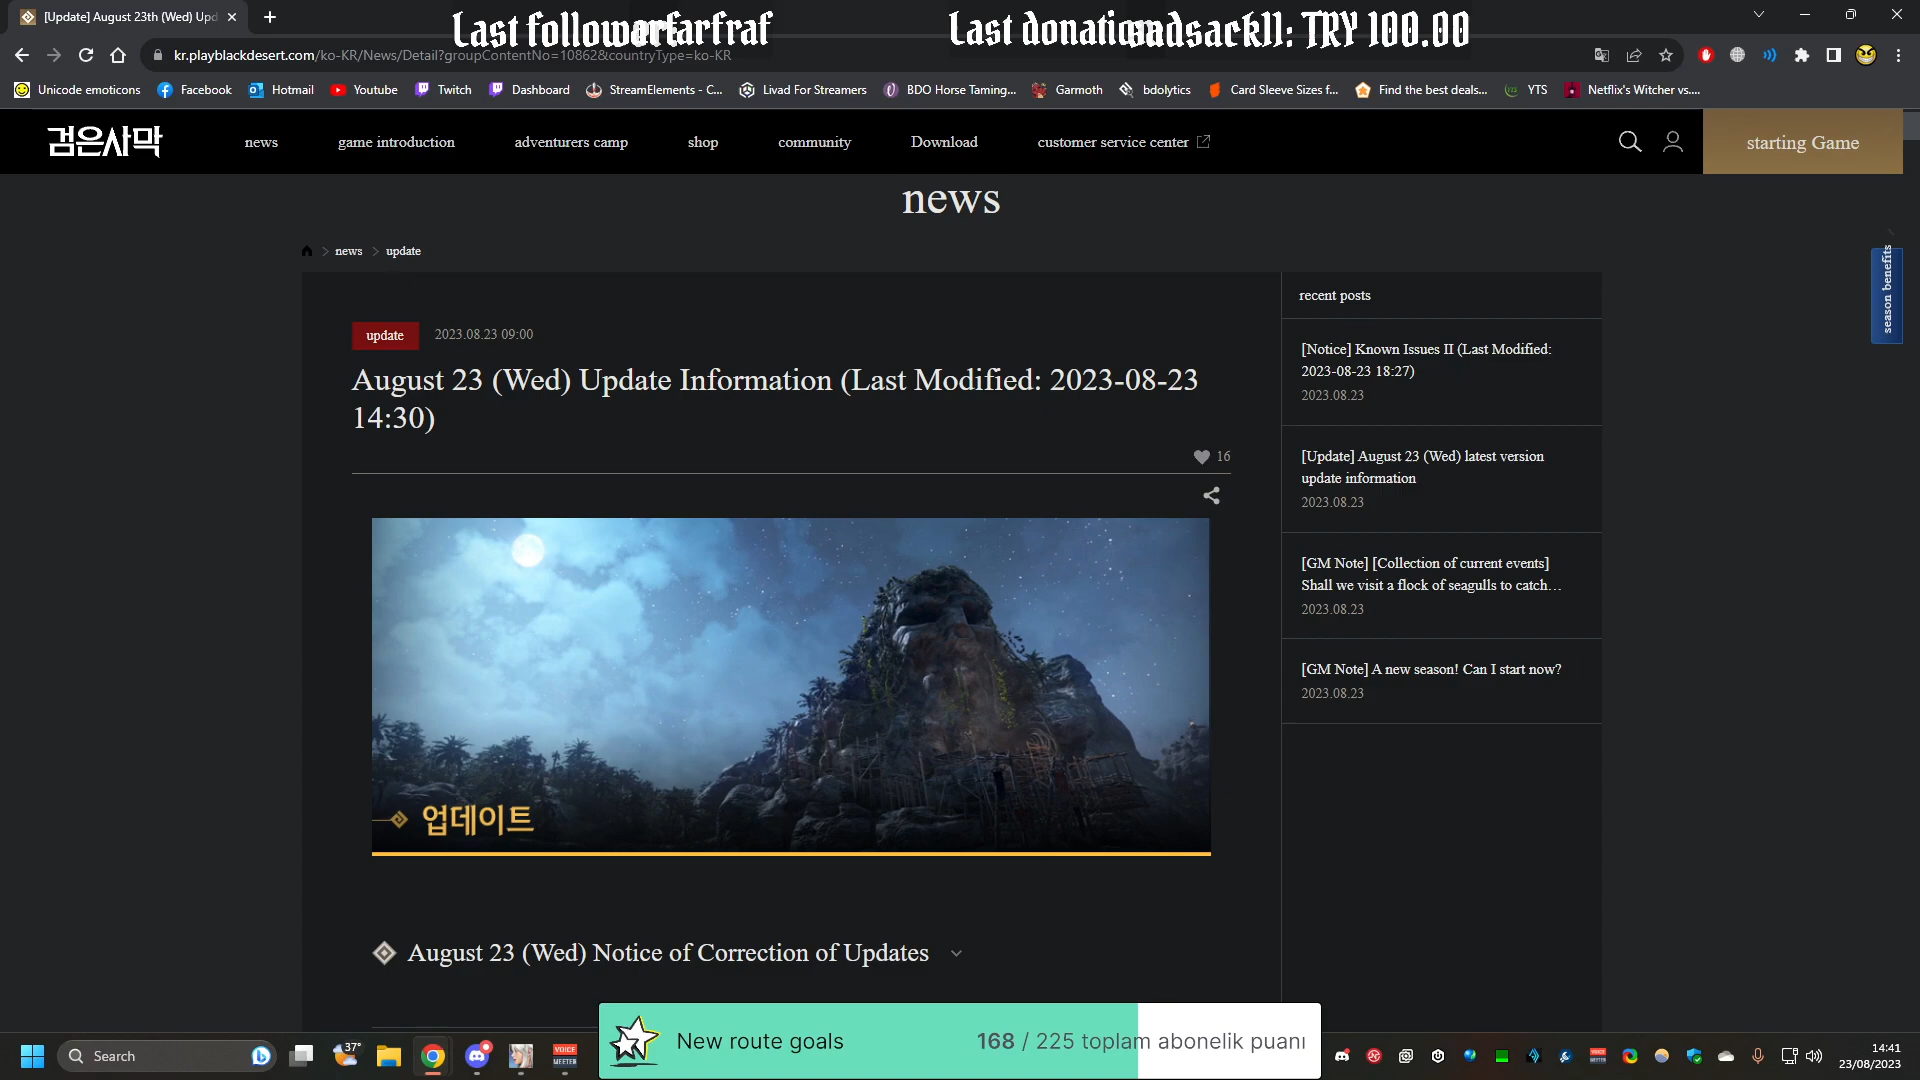 [Update] August 23th (Wed) Upd
Last follower
erfarfraf
Last donation
sadsack11: TRY 100.00
kr.playblackdesert.com/ko-KR/News/Detail?groupContentNo=10862&countryType=ko-KR
Unicode emoticons
Facebook
Hotmail
Youtube
Twitch
Dashboard
StreamElements - C...
Livad For Streamers
BDO Horse Taming...
Garmoth
bdolytics
Card Sleeve Sizes f...
Find the best deals...
YTS
Netflix's Witcher vs....
검은사막
news
game introduction
adventurers camp
shop
community
Download
customer service center
starting Game
news
news
update
season benefits
update
2023.08.23 09:00
August 23 (Wed) Update Information (Last Modified: 2023-08-23
14:30)
16
업데이트
August 23 (Wed) Notice of Correction of Updates
recent posts
[Notice] Known Issues II (Last Modified:
2023-08-23 18:27)
2023.08.23
[Update] August 23 (Wed) latest version
update information
2023.08.23
[GM Note] [Collection of current events]
Shall we visit a flock of seagulls to catch...
2023.08.23
[GM Note] A new season! Can I start now?
2023.08.23
New route goals
168 / 225 toplam abonelik puanı
Search
37°
VOICE
MEETER
14:41
23/08/2023